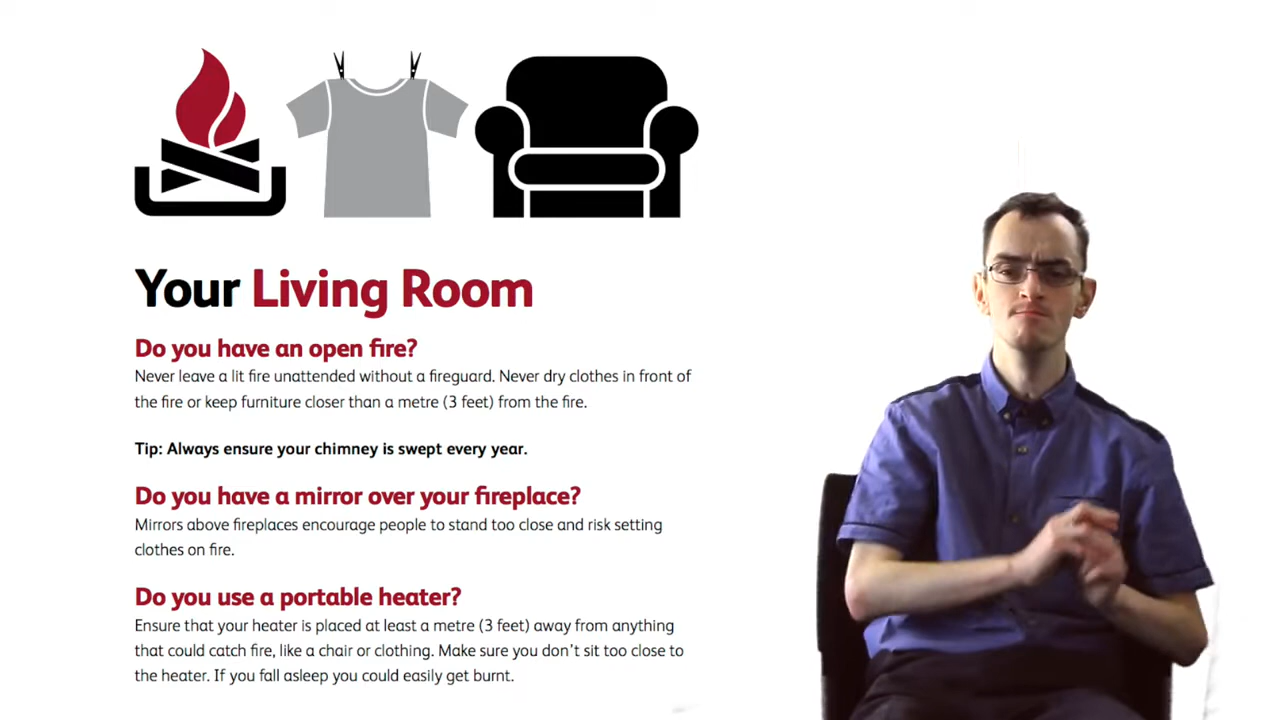 Your Living Room
Do you have an open fire?
Never leave a lit fire unattended without a fireguard. Never dry clothes in front of
the fire or keep furniture closer than a metre (3 feet) from the fire.
Tip: Always ensure your chimney is swept every year.
Do you have a mirror over your fireplace?
Mirrors above fireplaces encourage people to stand too close and risk setting
clothes on fire.
Do you use a portable heater?
Ensure that your heater is placed at least a metre (3 feet) away from anything
that could catch fire, like a chair or clothing. Make sure you don't sit too close to
the heater. If you fall asleep you could easily get burnt.